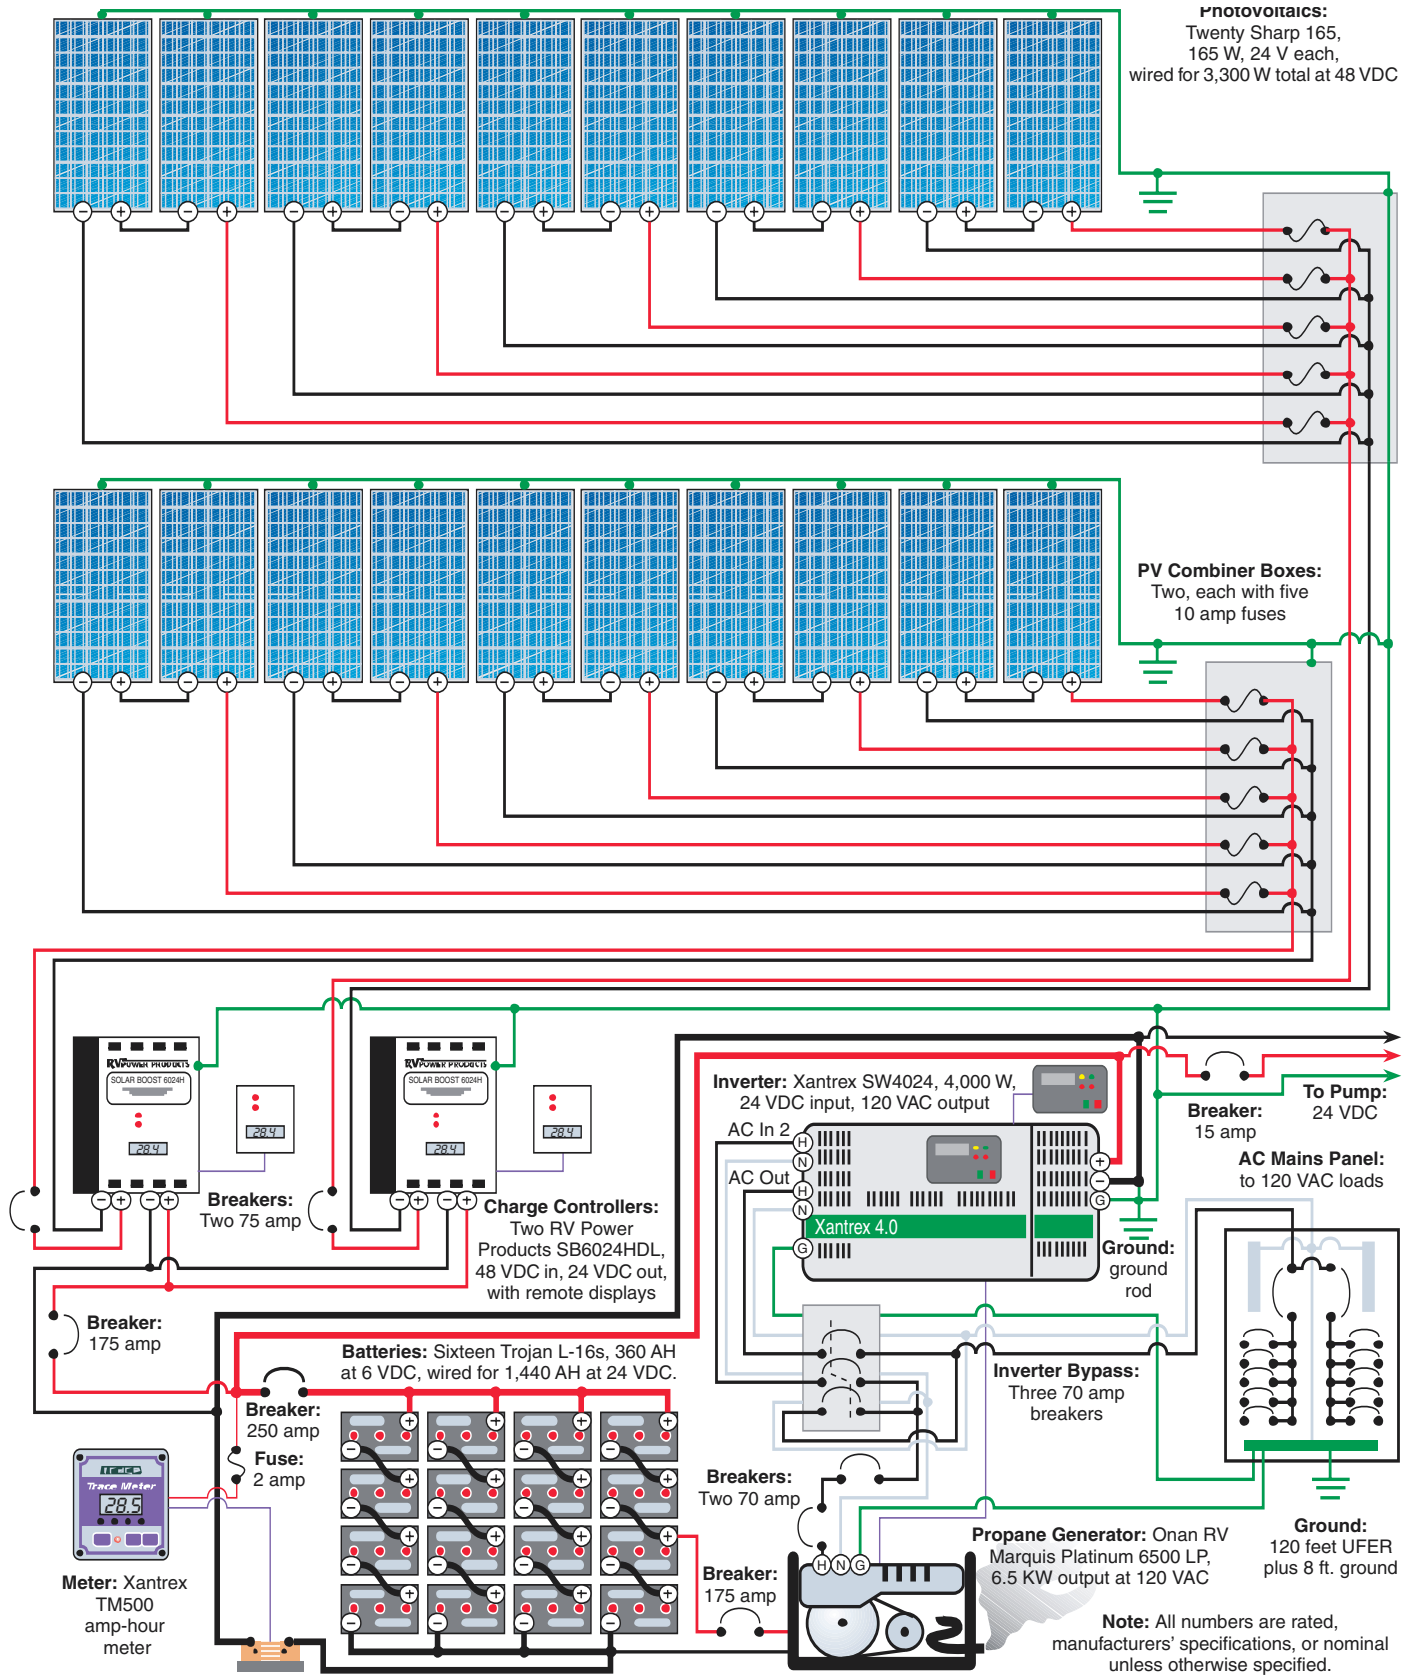 Photovoltaics:
Twenty Sharp 165,
165 W, 24 V each,
wired for 3,300 W total at 48 VDC
PV Combiner Boxes:
Two, each with five
10 amp fuses
RV POWER PRODUCTS
SOLAR BOOST 6024H
28.4
28.4
RV POWER PRODUCTS
SOLAR BOOST 6024H
28.4
28.4
Breakers:
Two 75 amp
Charge Controllers:
Two RV Power
Products SB6024HDL,
48 VDC in, 24 VDC out,
with remote displays
Inverter: Xantrex SW4024, 4,000 W,
24 VDC input, 120 VAC output
AC In 2
H
N
AC Out
H
N
G
+
−
G
Xantrex 4.0
Ground:
ground
rod
To Pump:
24 VDC
Breaker:
15 amp
AC Mains Panel:
to 120 VAC loads
Breaker:
175 amp
Batteries: Sixteen Trojan L-16s, 360 AH
at 6 VDC, wired for 1,440 AH at 24 VDC.
Breaker:
250 amp
Fuse:
2 amp
Inverter Bypass:
Three 70 amp
breakers
TRACE
Trace Meter
28.5
Meter: Xantrex
TM500
amp-hour
meter
Breakers:
Two 70 amp
Breaker:
175 amp
H N G
Propane Generator: Onan RV
Marquis Platinum 6500 LP,
6.5 KW output at 120 VAC
Ground:
120 feet UFER
plus 8 ft. ground
Note: All numbers are rated,
manufacturers' specifications, or nominal
unless otherwise specified.